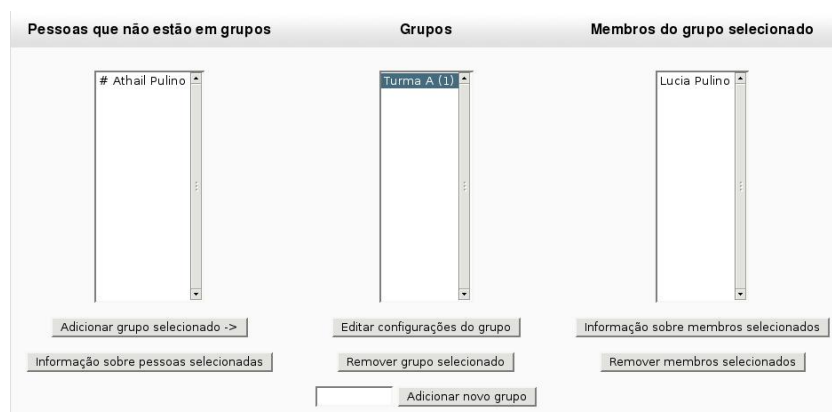 Pessoas que não estão em grupos
Grupos
Membros do grupo selecionado
# Athail Pulino
Turma A (1)
Lucia Pulino
Adicionar grupo selecionado ->
Editar configurações do grupo
Informação sobre membros selecionados
Informação sobre pessoas selecionadas
Remover grupo selecionado
Remover membros selecionados
Adicionar novo grupo